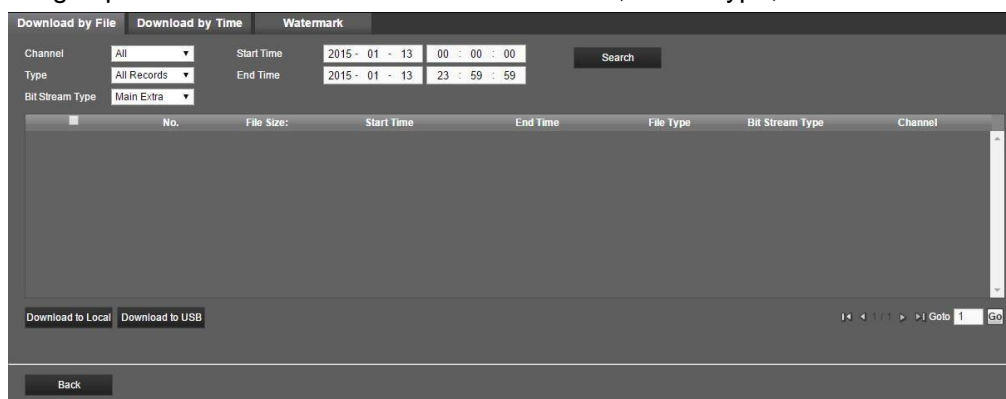 Download by File Download by Time Watermark
Channel All Start Time 2015 - 01 - 13 00 : 00 : 00 Search
Type All Records End Time 2015 - 01 - 13 23 : 59 : 59
Bit Stream Type Main Extra
No. File Size: Start Time End Time File Type Bit Stream Type Channel
Download to Local Download to USB 1 / 1 Goto 1 Go
Back